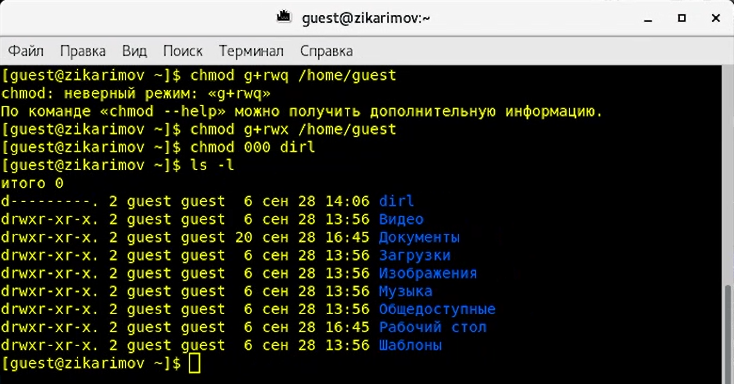 guest@zikarimov:~
Файл Правка Вид Поиск Терминал Справка
[guest@zikarimov ~]$ chmod g+rwq /home/guest
chmod: неверный режим: «g+rwq»
По команде «chmod --help» можно получить дополнительную информацию.
[guest@zikarimov ~]$ chmod g+rwx /home/guest
[guest@zikarimov ~]$ chmod 000 dirl
[guest@zikarimov ~]$ ls -l
итого 0
d---------. 2 guest guest  6 сен 28 14:06 dirl
drwxr-xr-x. 2 guest guest  6 сен 28 13:56 Видео
drwxr-xr-x. 2 guest guest 20 сен 28 16:45 Документы
drwxr-xr-x. 2 guest guest  6 сен 28 13:56 Загрузки
drwxr-xr-x. 2 guest guest  6 сен 28 13:56 Изображения
drwxr-xr-x. 2 guest guest  6 сен 28 13:56 Музыка
drwxr-xr-x. 2 guest guest  6 сен 28 13:56 Общедоступные
drwxr-xr-x. 2 guest guest  6 сен 28 16:45 Рабочий стол
drwxr-xr-x. 2 guest guest  6 сен 28 13:56 Шаблоны
[guest@zikarimov ~]$